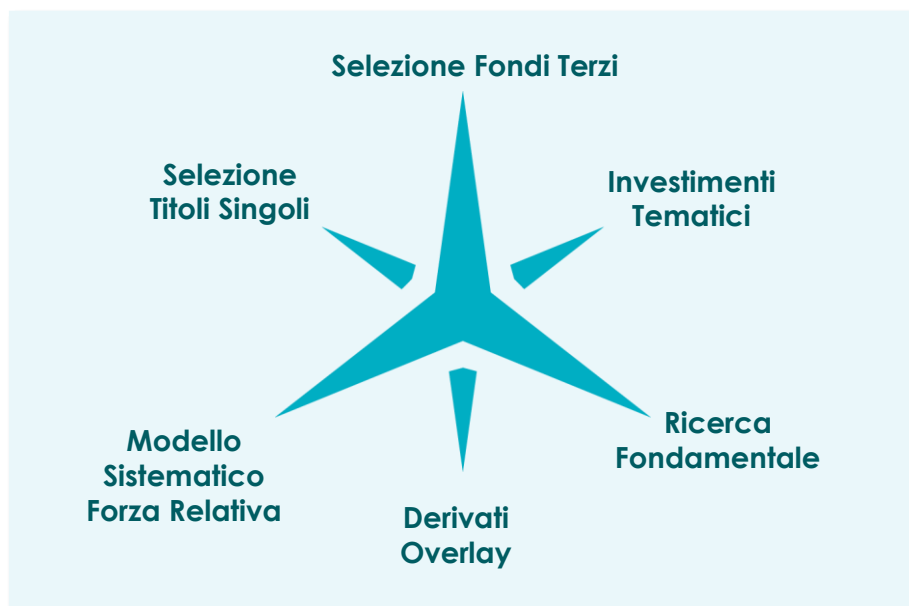 Selezione Fondi Terzi
Selezione
Titoli Singoli
Investimenti
Tematici
Modello
Sistematico
Forza Relativa
Ricerca
Fondamentale
Derivati
Overlay